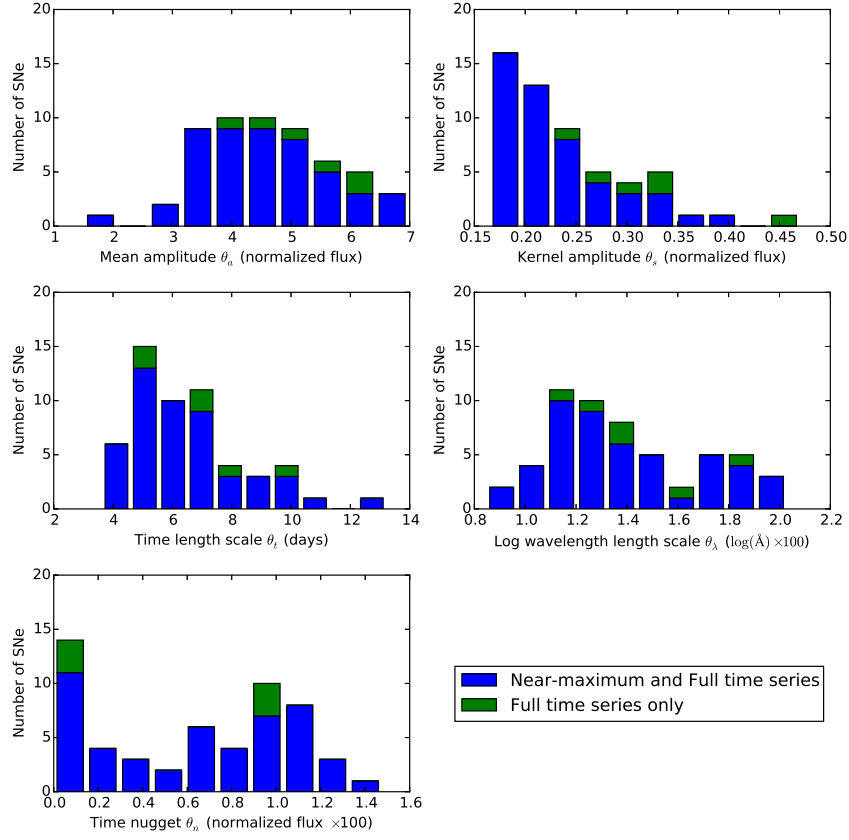 20
15
10
5
0
Number of SNe
1 2 3 4 5 6 7
Mean amplitude θₐ (normalized flux)
20
15
10
5
0
Number of SNe
0.15 0.20 0.25 0.30 0.35 0.40 0.45 0.50
Kernel amplitude θₛ (normalized flux)
20
15
10
5
0
Number of SNe
2 4 6 8 10 12 14
Time length scale θₜ (days)
20
15
10
5
0
Number of SNe
0.8 1.0 1.2 1.4 1.6 1.8 2.0 2.2
Log wavelength length scale θ_λ (log(Å) ×100)
20
15
10
5
0
Number of SNe
0.0 0.2 0.4 0.6 0.8 1.0 1.2 1.4 1.6
Time nugget θₙ (normalized flux ×100)
Near-maximum and Full time series
Full time series only